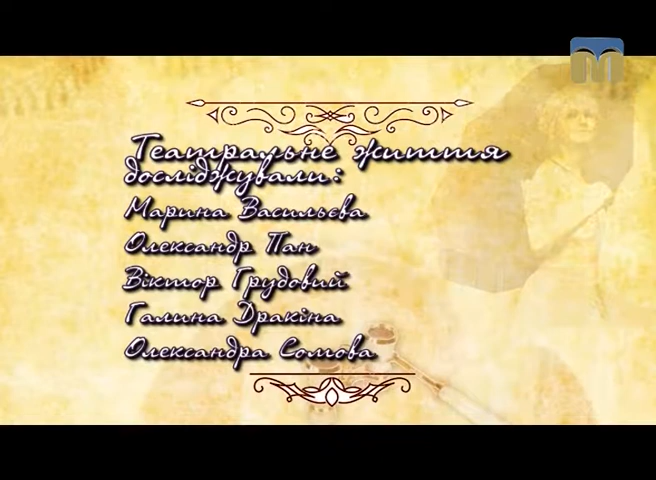 Театральне життя
досліджували:
Марина Васильєва
Олександр Пан
Віктор Грудовий
Галина Дракіна
Олександра Сомова